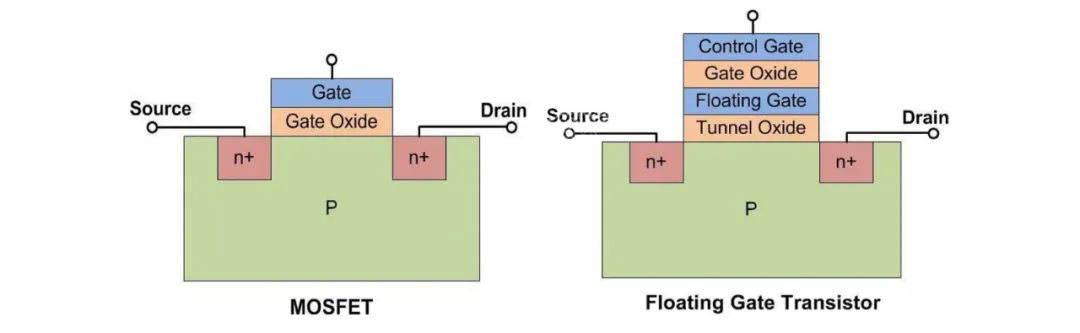 Gate
Source
Drain
Gate Oxide
n+
n+
P
MOSFET
Control Gate
Gate Oxide
Floating Gate
Source
Drain
Tunnel Oxide
n+
n+
P
Floating Gate Transistor